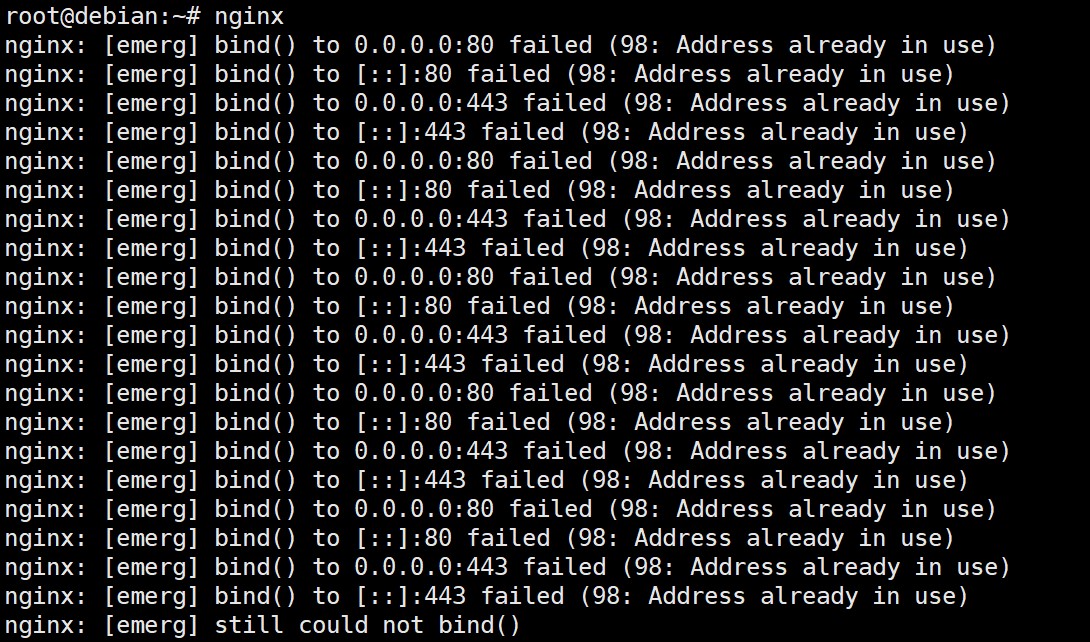 root@debian:~# nginx
nginx: [emerg] bind() to 0.0.0.0:80 failed (98: Address already in use)
nginx: [emerg] bind() to [::]:80 failed (98: Address already in use)
nginx: [emerg] bind() to 0.0.0.0:443 failed (98: Address already in use)
nginx: [emerg] bind() to [::]:443 failed (98: Address already in use)
nginx: [emerg] bind() to 0.0.0.0:80 failed (98: Address already in use)
nginx: [emerg] bind() to [::]:80 failed (98: Address already in use)
nginx: [emerg] bind() to 0.0.0.0:443 failed (98: Address already in use)
nginx: [emerg] bind() to [::]:443 failed (98: Address already in use)
nginx: [emerg] bind() to 0.0.0.0:80 failed (98: Address already in use)
nginx: [emerg] bind() to [::]:80 failed (98: Address already in use)
nginx: [emerg] bind() to 0.0.0.0:443 failed (98: Address already in use)
nginx: [emerg] bind() to [::]:443 failed (98: Address already in use)
nginx: [emerg] bind() to 0.0.0.0:80 failed (98: Address already in use)
nginx: [emerg] bind() to [::]:80 failed (98: Address already in use)
nginx: [emerg] bind() to 0.0.0.0:443 failed (98: Address already in use)
nginx: [emerg] bind() to [::]:443 failed (98: Address already in use)
nginx: [emerg] bind() to 0.0.0.0:80 failed (98: Address already in use)
nginx: [emerg] bind() to [::]:80 failed (98: Address already in use)
nginx: [emerg] bind() to 0.0.0.0:443 failed (98: Address already in use)
nginx: [emerg] bind() to [::]:443 failed (98: Address already in use)
nginx: [emerg] still could not bind()